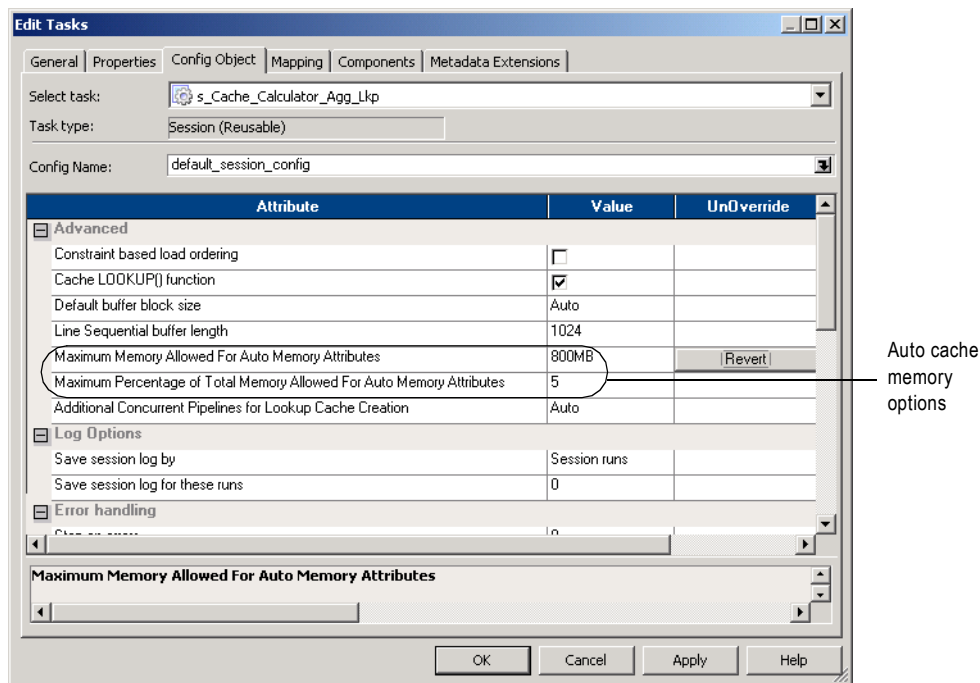 Edit Tasks
General Properties Config Object Mapping Components Metadata Extensions
Select task: s_Cache_Calculator_Agg_Lkp
Task type: Session (Reusable)
Config Name: default_session_config
Attribute Value UnOverride
Advanced
Constraint based load ordering
Cache LOOKUP() function
Default buffer block size Auto
Line Sequential buffer length 1024
Maximum Memory Allowed For Auto Memory Attributes 800MB Revert
Maximum Percentage of Total Memory Allowed For Auto Memory Attributes 5
Additional Concurrent Pipelines for Lookup Cache Creation Auto
Auto cache
memory
options
Log Options
Save session log by Session runs
Save session log for these runs 0
Error handling
Maximum Memory Allowed For Auto Memory Attributes
OK Cancel Apply Help